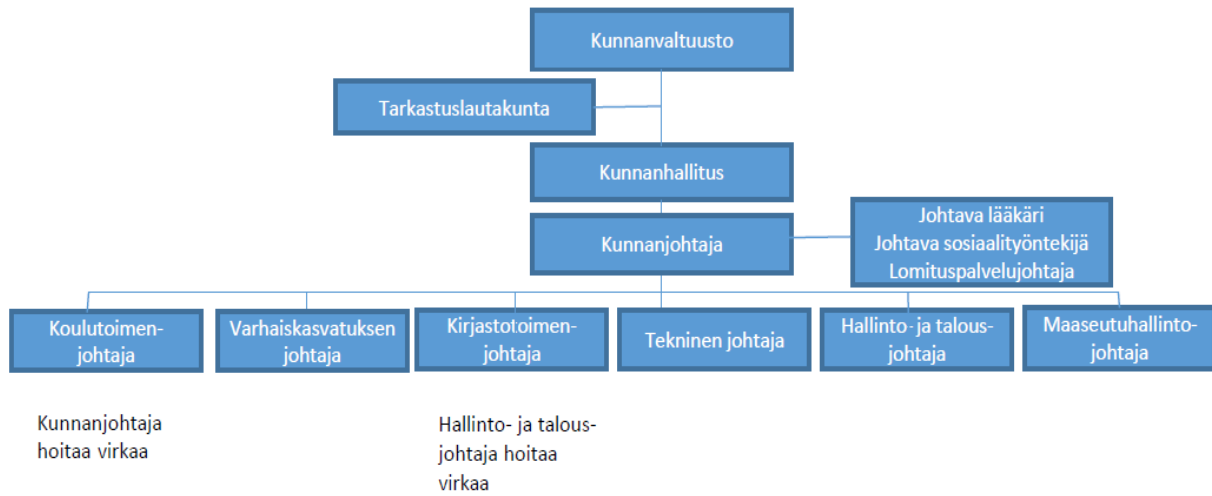 Kunnanvaltuusto
Tarkastuslautakunta
Kunnanhallitus
Kunnanjohtaja
Johtava lääkäri
Johtava sosiaalityöntekijä
Lomituspalvelujohtaja
Koulutoimen-
johtaja
Varhaiskasvatuksen
johtaja
Kirjastotoimen-
johtaja
Tekninen johtaja
Hallinto- ja talous-
johtaja
Maaseutuhallinto-
johtaja
Kunnanjohtaja
hoitaa virkaa
Hallinto- ja talous-
johtaja hoitaa
virkaa